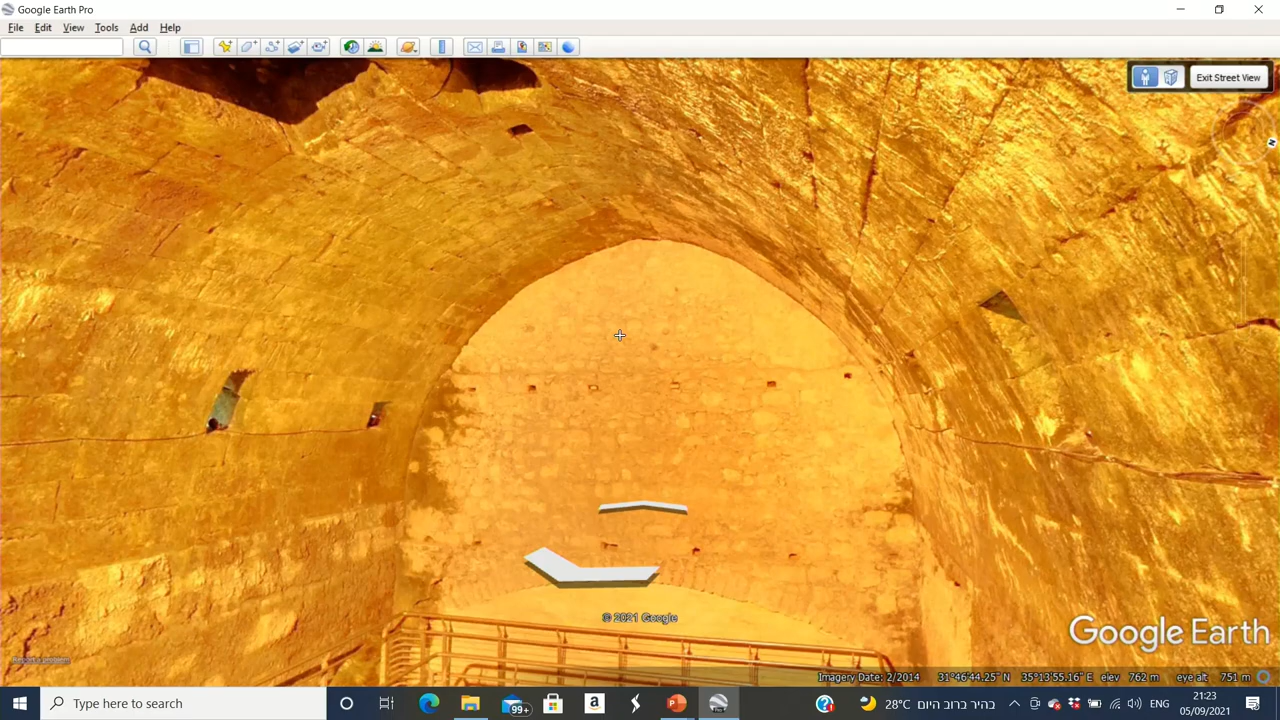 Google Earth Pro
File Edit View Tools Add Help
Exit Street View
N
© 2021 Google
Google Earth
Imagery Date: 2/2014 31°46'44.25" N 35°13'55.16" E elev 762 m eye alt 751 m
Type here to search
99+
a
P
28°C בהיר ברוב היום
ENG
21:23
05/09/2021